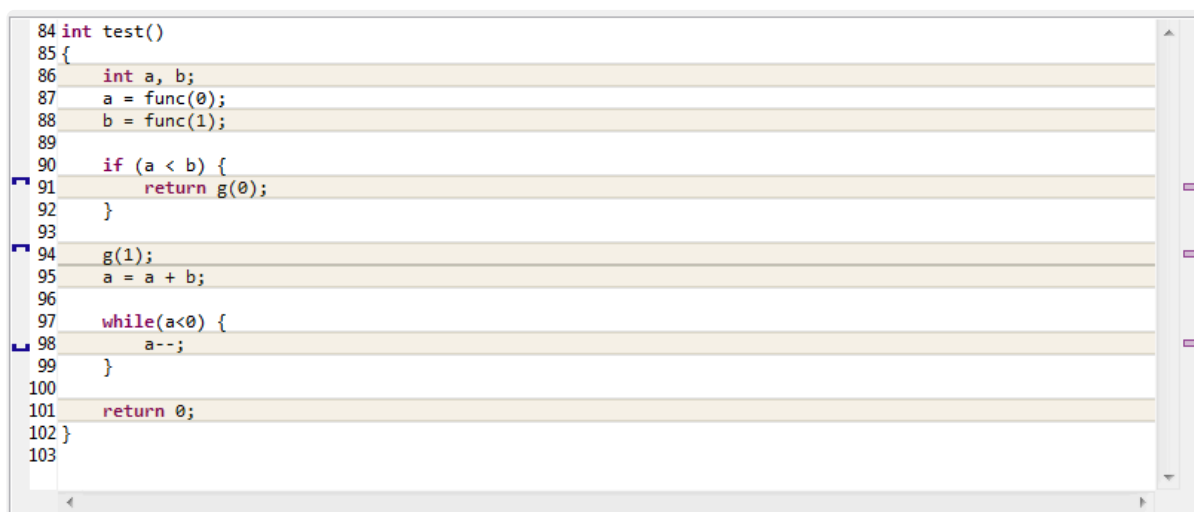 84 int test()
85 {
86     int a, b;
87     a = func(0);
88     b = func(1);
89
90     if (a < b) {
91         return g(0);
92     }
93
94     g(1);
95     a = a + b;
96
97     while(a<0) {
98         a--;
99     }
100
101     return 0;
102 }
103